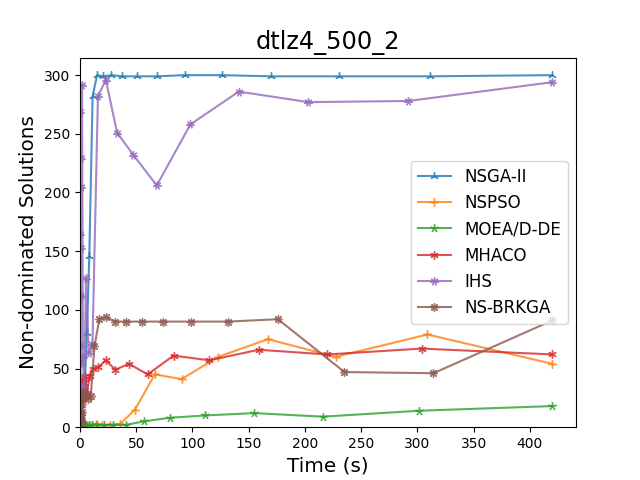 dtlz4_500_2
Non-dominated Solutions
300
250
200
150
100
50
0
NSGA-II
NSPSO
MOEA/D-DE
MHACO
IHS
NS-BRKGA
0 50 100 150 200 250 300 350 400
Time (s)